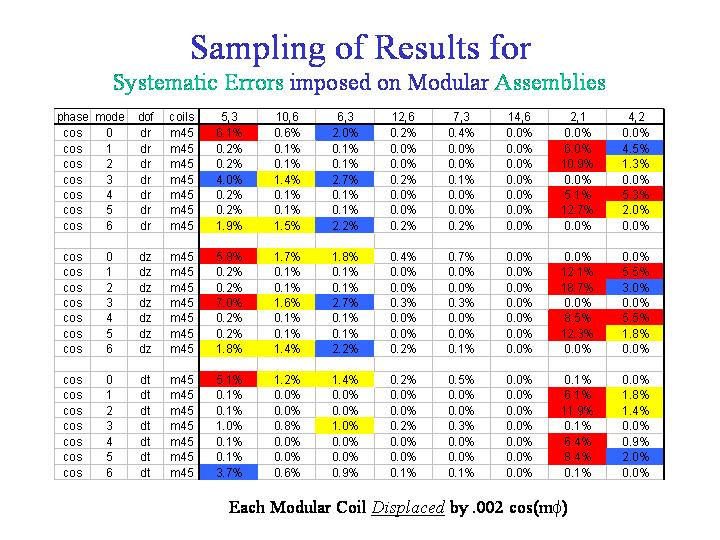 Sampling of Results for
Systematic Errors imposed on Modular Assemblies
phase mode dof coils 5,3 10,6 6,3 12,6 7,3 14,6 2,1 4,2
cos 0 dr m45 6.1% 0.6% 2.0% 0.2% 0.4% 0.0% 0.0% 0.0%
cos 1 dr m45 0.2% 0.1% 0.1% 0.0% 0.0% 0.0% 6.0% 4.5%
cos 2 dr m45 0.2% 0.1% 0.1% 0.0% 0.0% 0.0% 10.9% 1.3%
cos 3 dr m45 4.0% 1.4% 2.7% 0.2% 0.1% 0.0% 0.0% 0.0%
cos 4 dr m45 0.2% 0.1% 0.1% 0.0% 0.0% 0.0% 5.1% 5.3%
cos 5 dr m45 0.2% 0.1% 0.1% 0.0% 0.0% 0.0% 12.7% 2.0%
cos 6 dr m45 1.9% 1.5% 2.2% 0.2% 0.2% 0.0% 0.0% 0.0%
cos 0 dz m45 5.8% 1.7% 1.8% 0.4% 0.7% 0.0% 0.0% 0.0%
cos 1 dz m45 0.2% 0.1% 0.1% 0.0% 0.0% 0.0% 12.1% 5.5%
cos 2 dz m45 0.2% 0.1% 0.1% 0.0% 0.0% 0.0% 18.7% 3.0%
cos 3 dz m45 7.0% 1.6% 2.7% 0.3% 0.3% 0.0% 0.0% 0.0%
cos 4 dz m45 0.2% 0.1% 0.1% 0.0% 0.0% 0.0% 8.5% 5.5%
cos 5 dz m45 0.2% 0.1% 0.1% 0.0% 0.0% 0.0% 12.3% 1.8%
cos 6 dz m45 1.8% 1.4% 2.2% 0.2% 0.1% 0.0% 0.0% 0.0%
cos 0 dt m45 5.1% 1.2% 1.4% 0.2% 0.5% 0.0% 0.1% 0.0%
cos 1 dt m45 0.1% 0.0% 0.0% 0.0% 0.0% 0.0% 6.1% 1.8%
cos 2 dt m45 0.1% 0.0% 0.0% 0.0% 0.0% 0.0% 11.9% 1.4%
cos 3 dt m45 1.0% 0.8% 1.0% 0.2% 0.3% 0.0% 0.1% 0.0%
cos 4 dt m45 0.1% 0.0% 0.0% 0.0% 0.0% 0.0% 6.4% 0.9%
cos 5 dt m45 0.1% 0.0% 0.0% 0.0% 0.0% 0.0% 8.4% 2.0%
cos 6 dt m45 3.7% 0.6% 0.9% 0.1% 0.1% 0.0% 0.1% 0.0%
Each Modular Coil Displaced by .002 cos(mϕ)